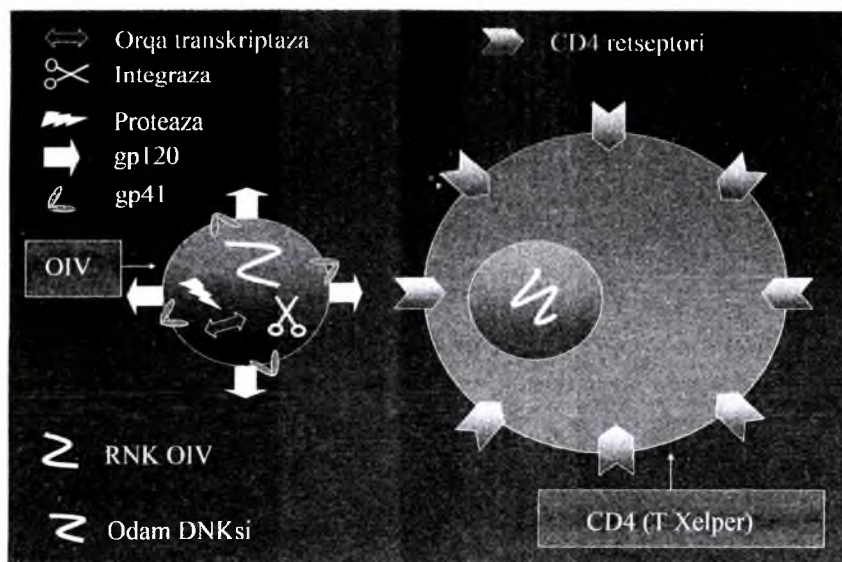 Orqa transkriptaza
Integraza
Proteaza
gp120
gp41
OIV
RNK OIV
Odam DNKsi
CD4 retseptori
CD4 (T Xelper)